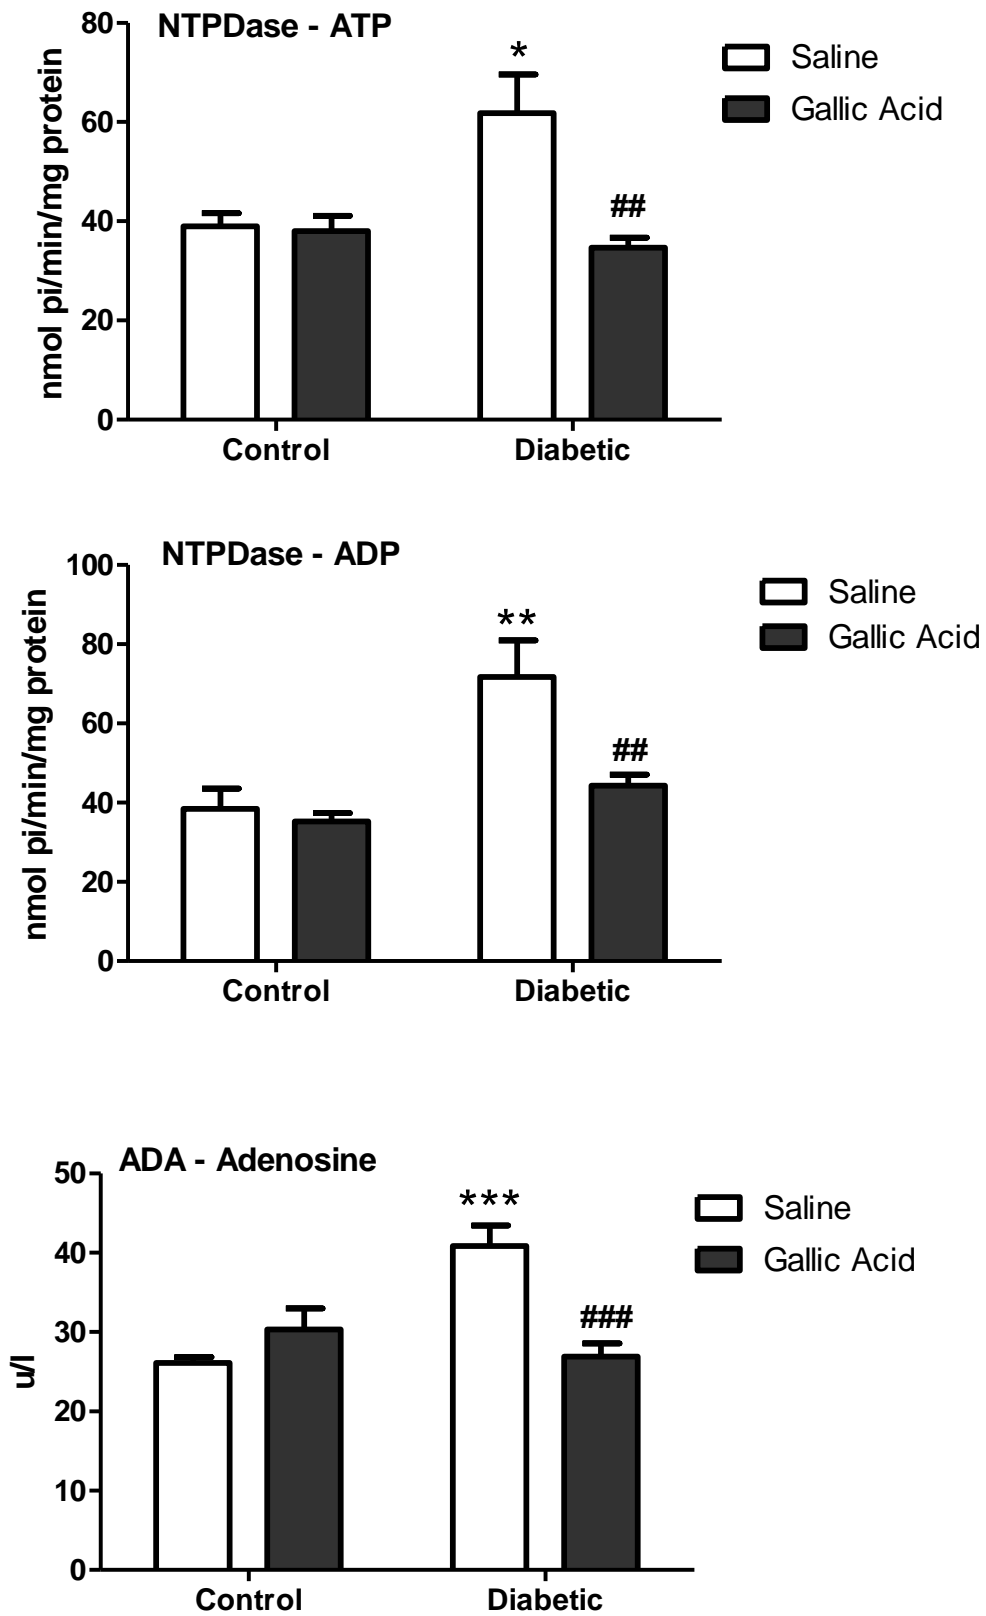 NTPDase - ATP
80
60
40
20
0
nmol pi/min/mg protein
*
##
Saline
Gallic Acid
Control
Diabetic
NTPDase - ADP
100
80
60
40
20
0
nmol pi/min/mg protein
**
##
Saline
Gallic Acid
Control
Diabetic
ADA - Adenosine
50
40
30
20
10
0
u/l
***
###
Saline
Gallic Acid
Control
Diabetic